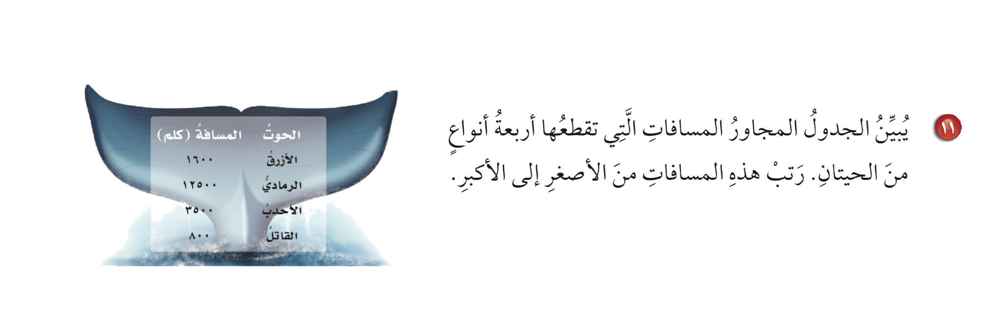 ١١ يُبيِّنُ الجدولُ المجاورُ المسافاتِ الَّتِي تقطعُها أربعةُ أنواعٍ
منَ الحيتانِ. رَتبْ هذهِ المسافاتِ منَ الأصغرِ إلى الأكبرِ.
الحوتُ المسافةُ (كلم)
الأزرقُ ١٦٠٠
الرماديُّ ١٢٥٠٠
الأحدبُ ٣٥٠٠
القاتلُ ٨٠٠